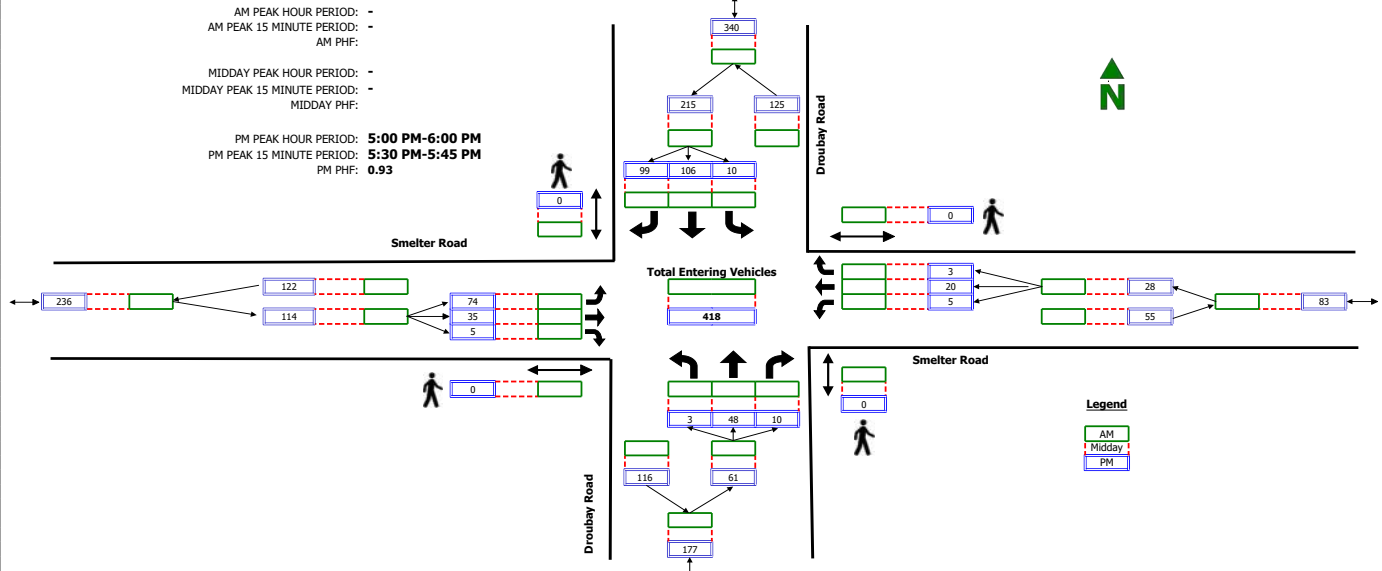 AM PEAK HOUR PERIOD: -
AM PEAK 15 MINUTE PERIOD: -
AM PHF:
MIDDAY PEAK HOUR PERIOD: -
MIDDAY PEAK 15 MINUTE PERIOD: -
MIDDAY PHF:
PM PEAK HOUR PERIOD: 5:00 PM-6:00 PM
PM PEAK 15 MINUTE PERIOD: 5:30 PM-5:45 PM
PM PHF: 0.93
340
N
215 125
Droubay Road
99 106 10
0
0
Smelter Road
Total Entering Vehicles
418
236
122
114
74
35
5
3
20
5
28
55
83
Smelter Road
0
0
3 48 10
116 61
Droubay Road
177
Legend
AM
Midday
PM